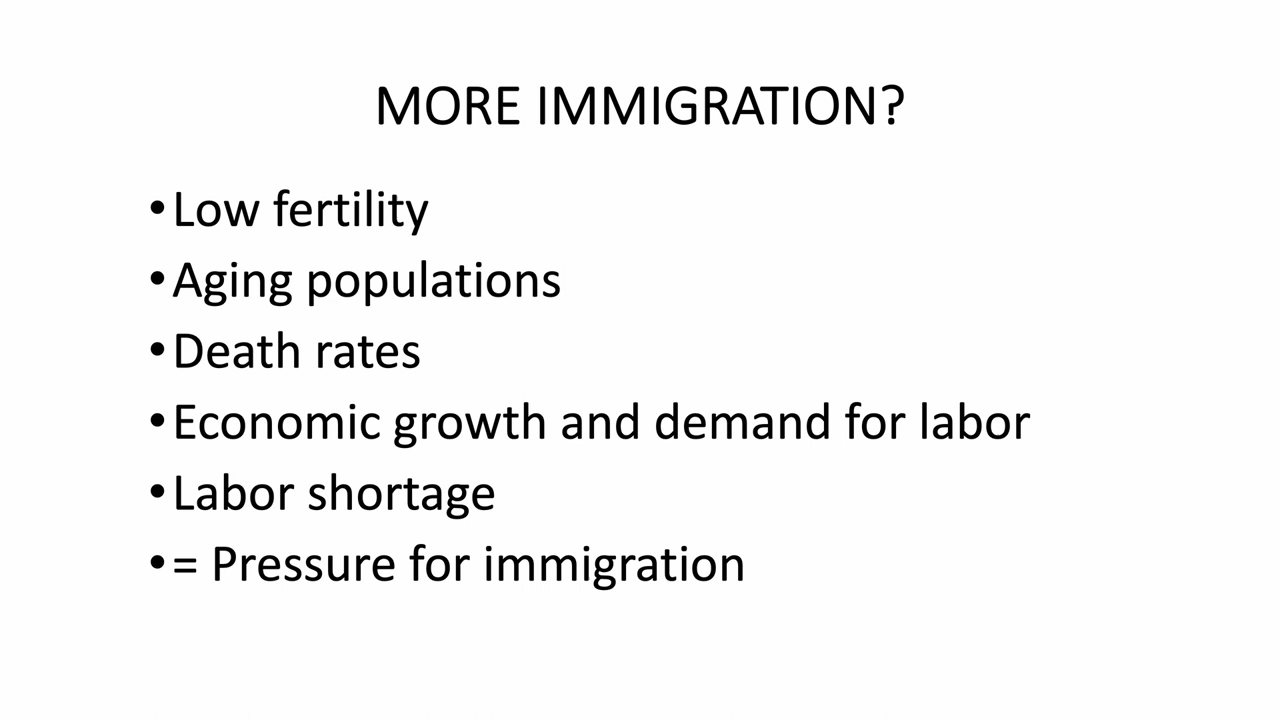 MORE IMMIGRATION?
•Low fertility
•Aging populations
•Death rates
•Economic growth and demand for labor
•Labor shortage
•= Pressure for immigration